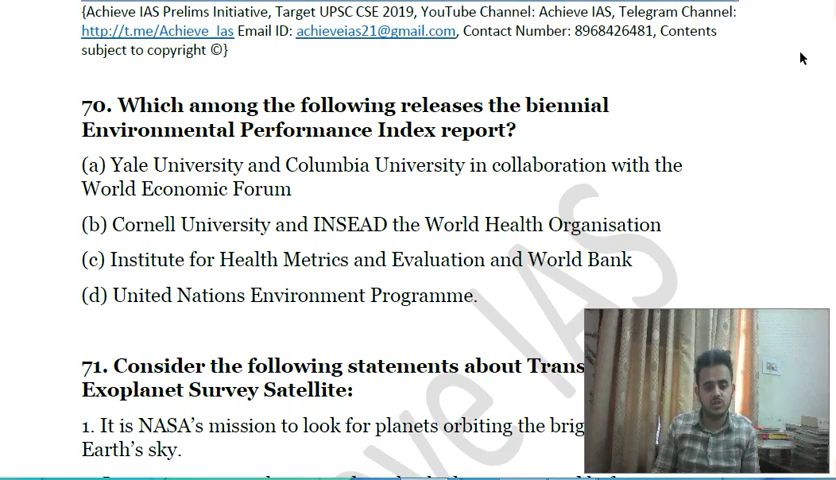 {Achieve IAS Prelims Initiative, Target UPSC CSE 2019, YouTube Channel: Achieve IAS, Telegram Channel:
http://t.me/Achieve_Ias Email ID: achieveias21@gmail.com, Contact Number: 8968426481, Contents
subject to copyright ©}
70. Which among the following releases the biennial
Environmental Performance Index report?
(a) Yale University and Columbia University in collaboration with the
World Economic Forum
(b) Cornell University and INSEAD the World Health Organisation
(c) Institute for Health Metrics and Evaluation and World Bank
(d) United Nations Environment Programme.
71. Consider the following statements about Trans
Exoplanet Survey Satellite:
1. It is NASA's mission to look for planets orbiting the brig
Earth's sky.